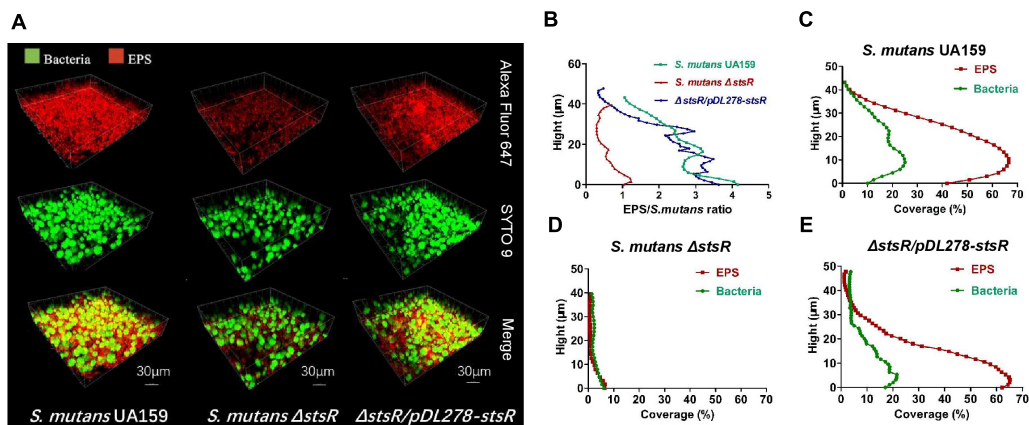 A
Bacteria EPS
Alexa Fluor 647
SYTO 9
Merge
30μm 30μm 30μm
S. mutans UA159 S. mutans ΔstsR ΔstsR/pDL278-stsR
B
S. mutans UA159
S. mutans ΔstsR
ΔstsR/pDL278-stsR
Hight (μm)
60
40
20
0
0 1 2 3 4 5
EPS/S.mutans ratio
C
S. mutans UA159
EPS
Bacteria
Hight (μm)
50
40
30
20
10
0
0 10 20 30 40 50 60 70
Coverage (%)
D
S. mutans ΔstsR
EPS
Bacteria
Hight (μm)
50
40
30
20
10
0
0 10 20 30 40 50 60 70
Coverage (%)
E
ΔstsR/pDL278-stsR
EPS
Bacteria
Hight (μm)
50
40
30
20
10
0
0 10 20 30 40 50 60 70
Coverage (%)